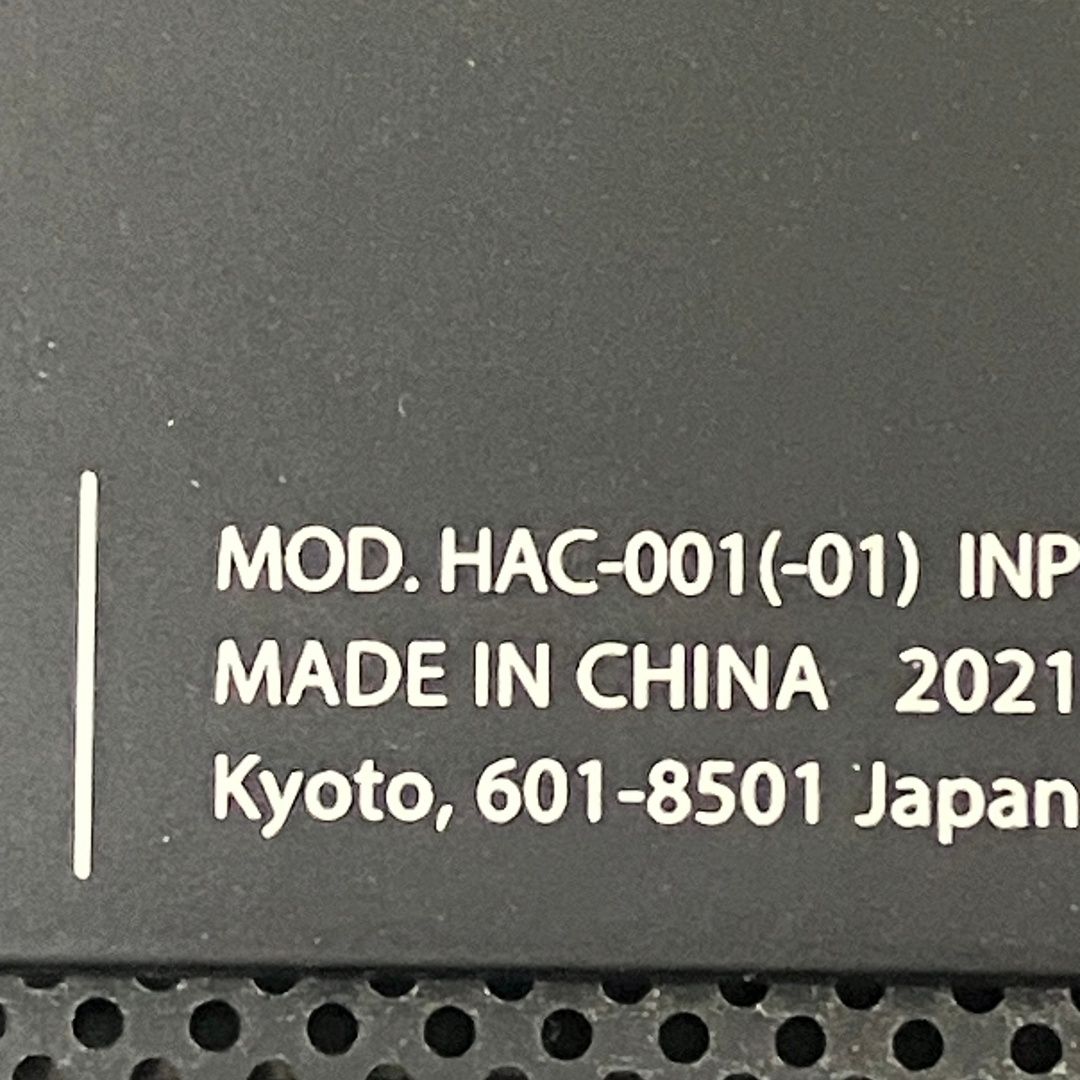 MOD. HAC-001(-01) INP
MADE IN CHINA 2021
Kyoto, 601-8501 Japan